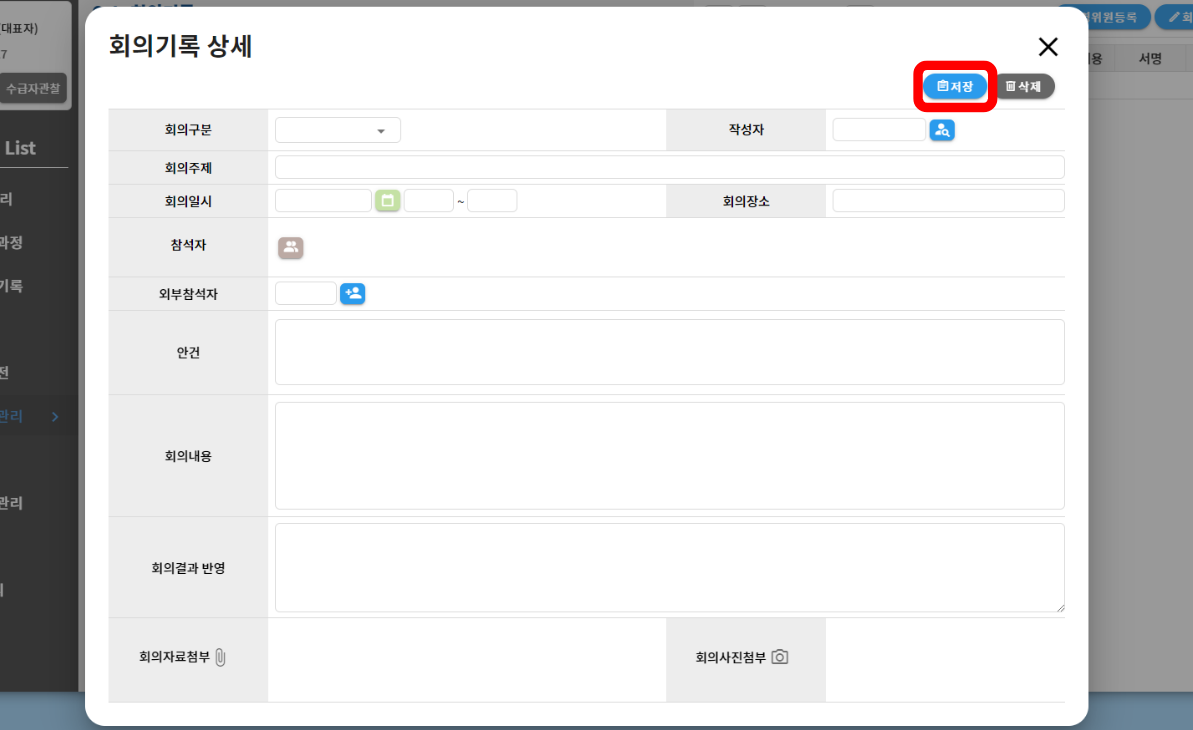 (대표자)
7
수급자관찰
List
리
과정
기록
전
관리
관리
회의기록 상세
저장
삭제
회의구분
작성자
회의주제
회의일시
~
회의장소
참석자
외부참석자
안건
회의내용
회의결과 반영
회의자료첨부
회의사진첨부
위원등록
회
용
서명